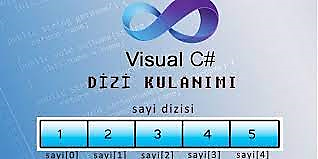 Visual C#
DİZİ KULANIMI
sayi dizisi
1 2 3 4 5
sayi[0] sayi[1] sayi[2] sayi[3] sayi[4]